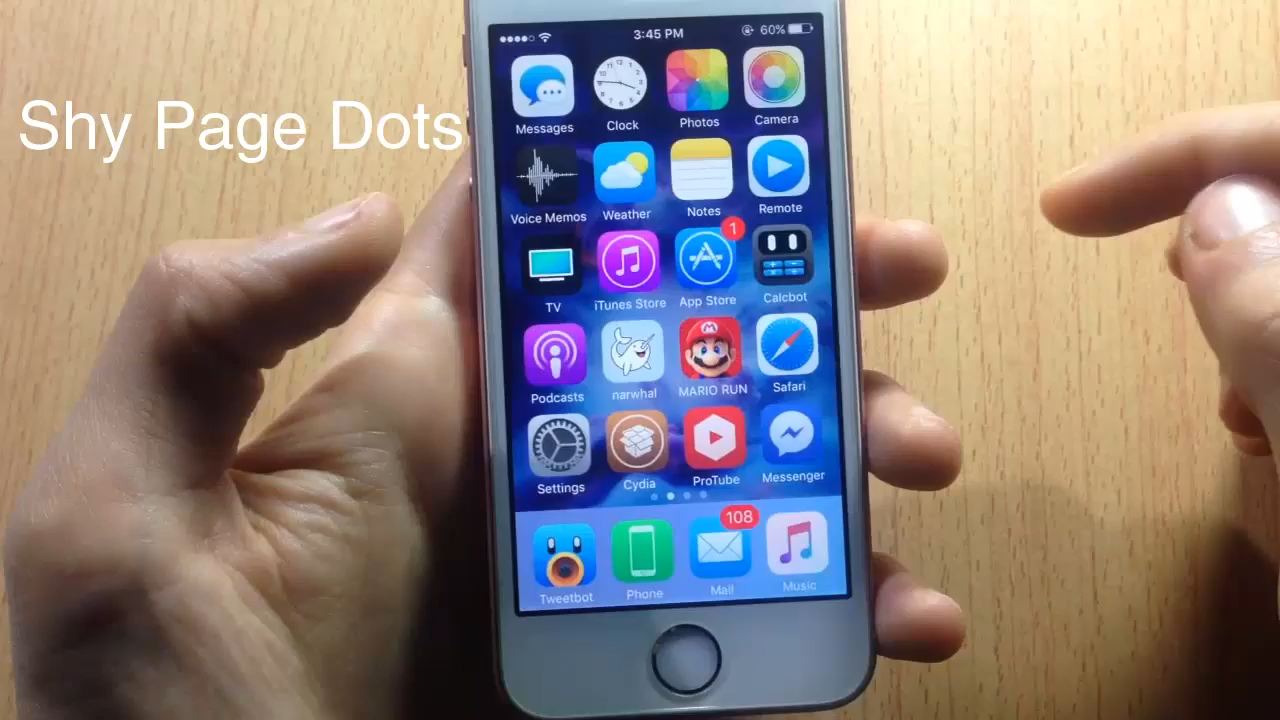 Shy Page Dots
3:45 PM
60%
Messages
Clock
Photos
Camera
Voice Memos
Weather
Notes
Remote
TV
iTunes Store
1
App Store
Calcbot
Podcasts
narwhal
MARIO RUN
Safari
Settings
Cydia
ProTube
Messenger
Tweetbot
Phone
108
Mail
Music